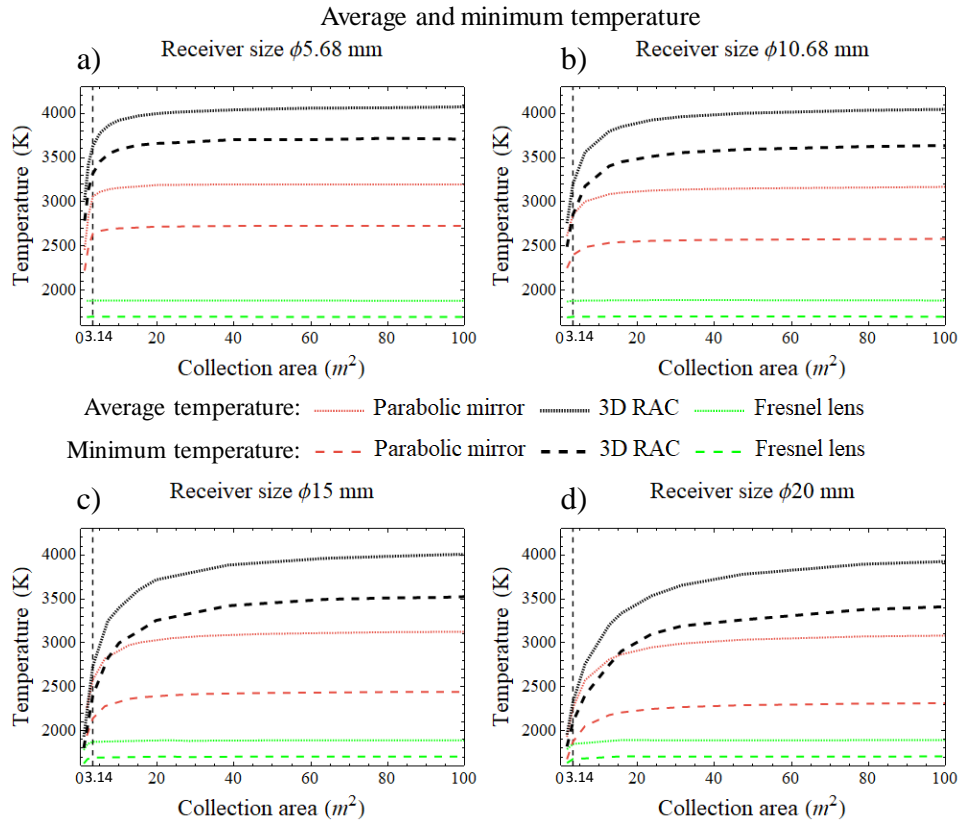 Average and minimum temperature
a) Receiver size ϕ5.68 mm
Temperature (K)
4000
3500
3000
2500
2000
0 3.14 20 40 60 80 100
Collection area (m²)
b) Receiver size ϕ10.68 mm
Temperature (K)
4000
3500
3000
2500
2000
0 3.14 20 40 60 80 100
Collection area (m²)
Average temperature: Parabolic mirror 3D RAC Fresnel lens
Minimum temperature: Parabolic mirror 3D RAC Fresnel lens
c) Receiver size ϕ15 mm
Temperature (K)
4000
3500
3000
2500
2000
0 3.14 20 40 60 80 100
Collection area (m²)
d) Receiver size ϕ20 mm
Temperature (K)
4000
3500
3000
2500
2000
0 3.14 20 40 60 80 100
Collection area (m²)